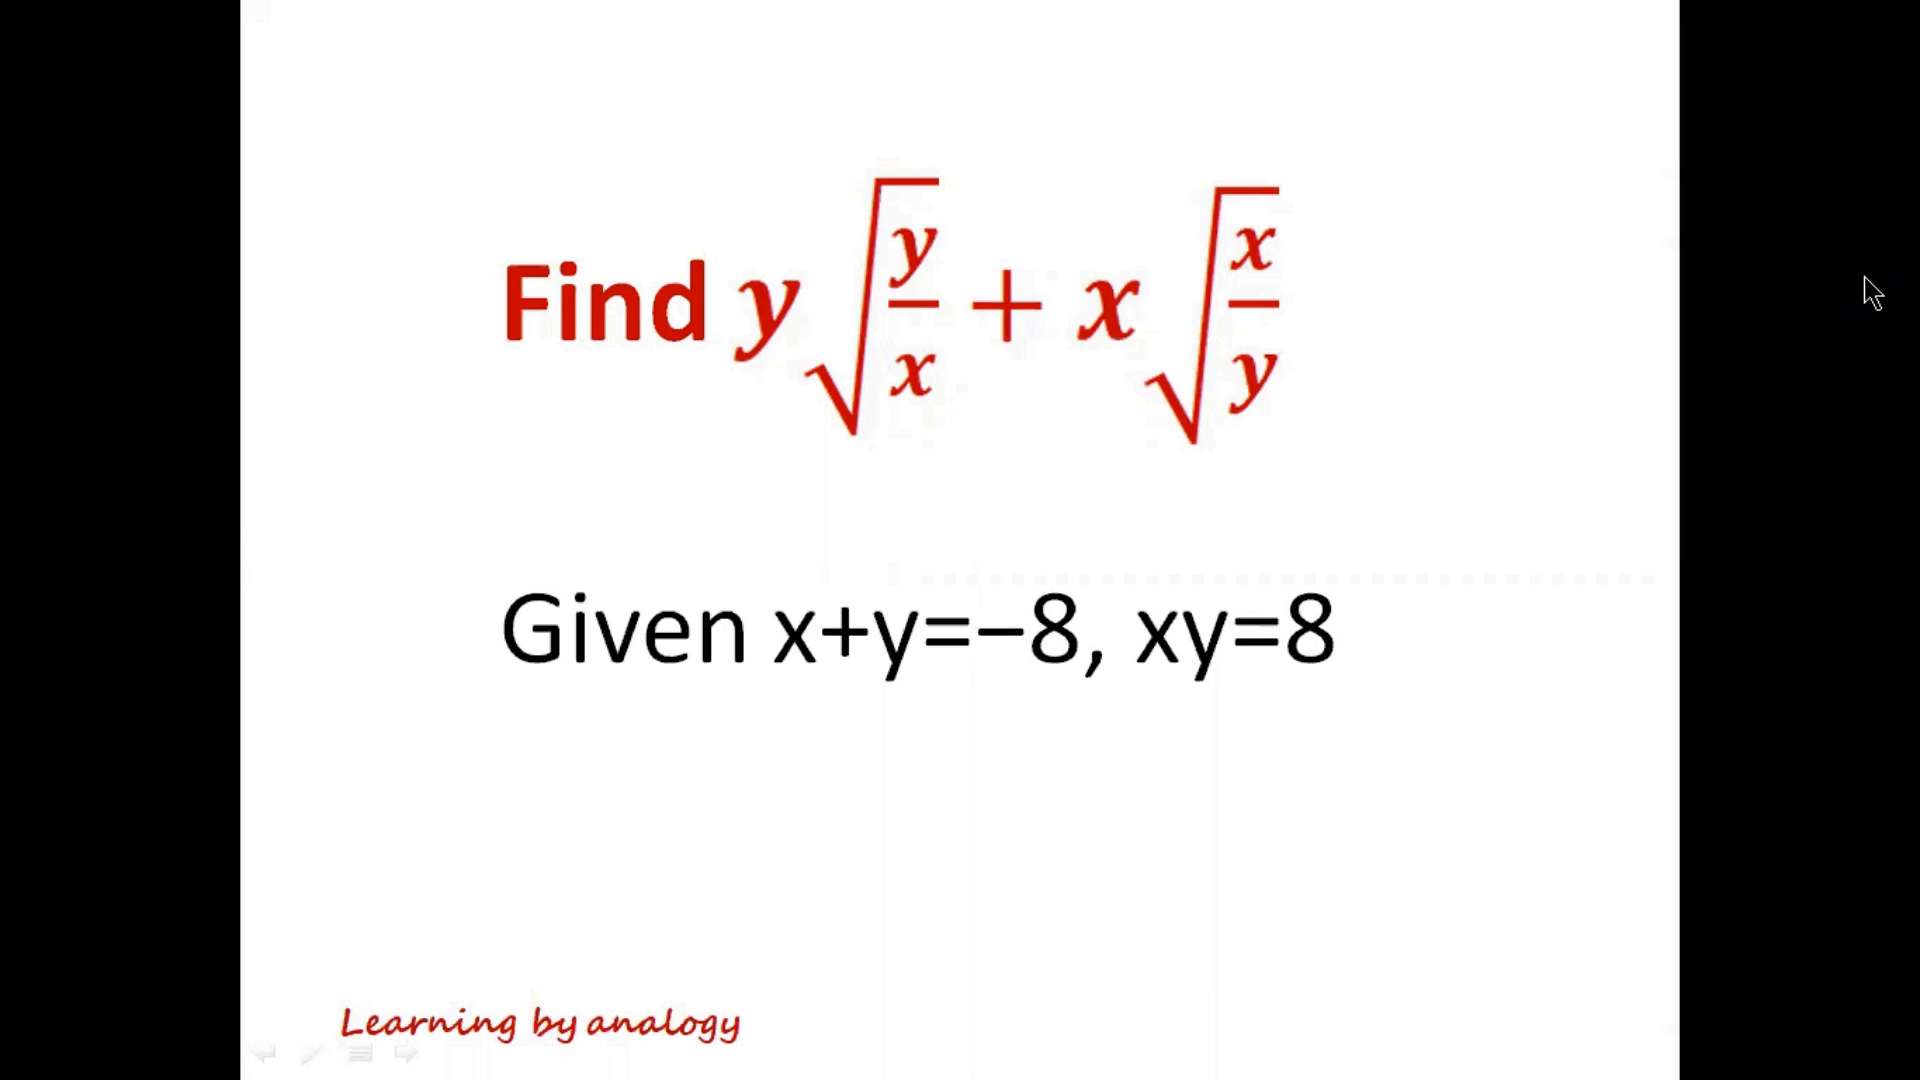 Find y√(y/x) + x√(x/y)
Given x+y=−8, xy=8
Learning by analogy